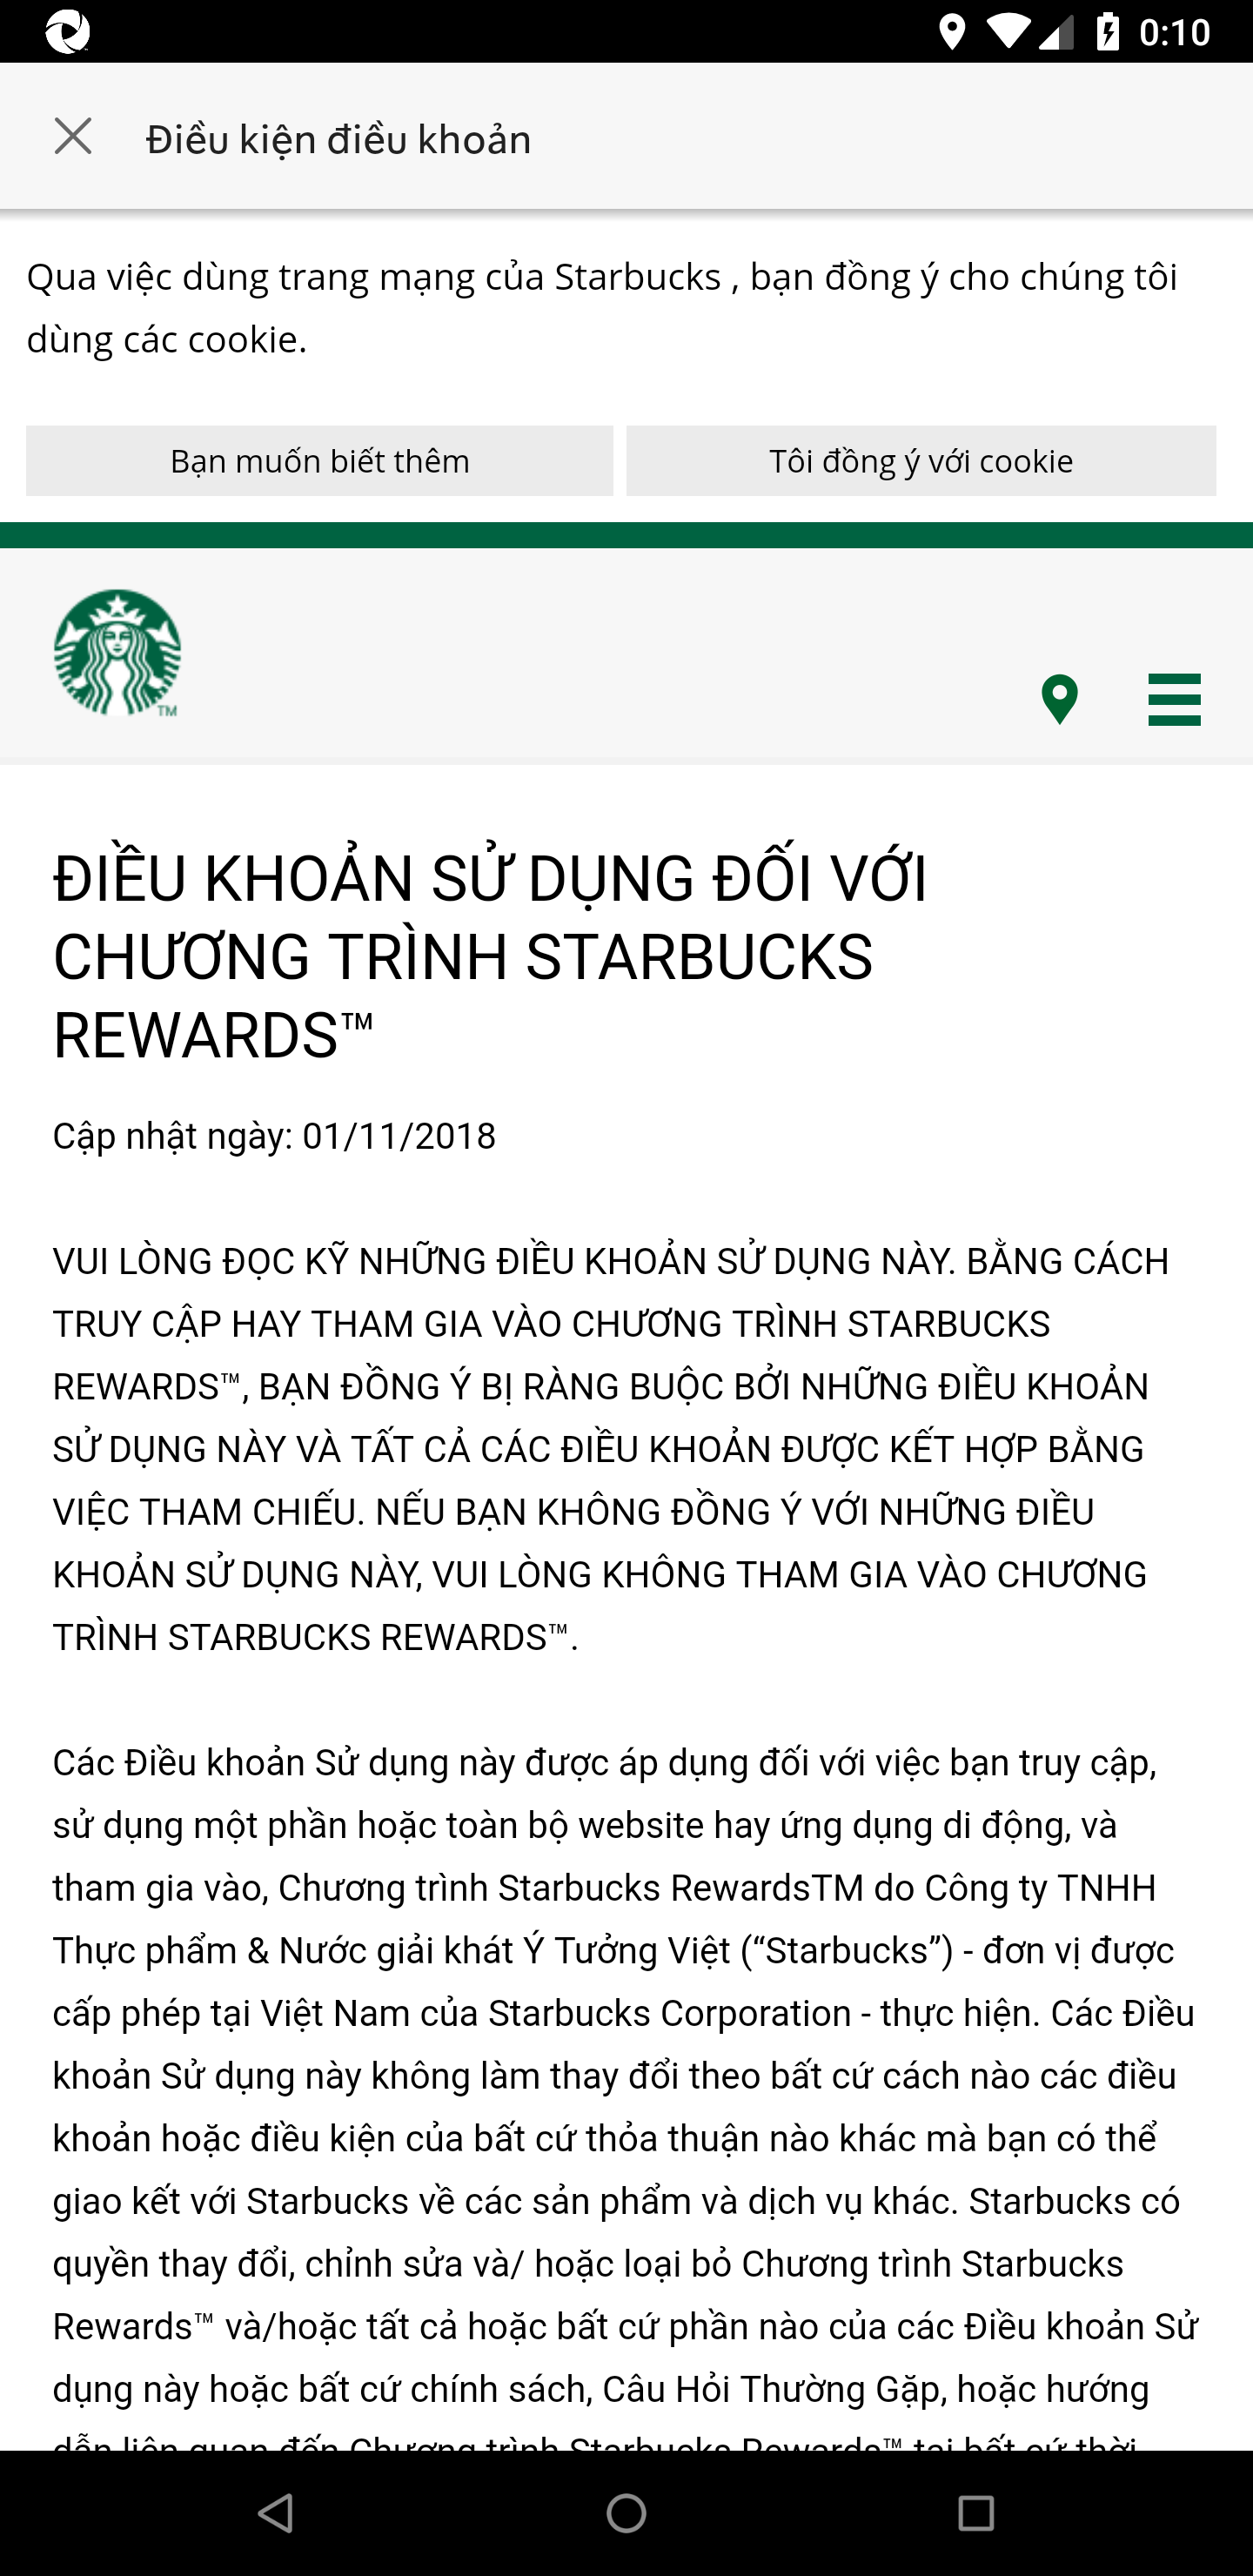 0:10
Điều kiện điều khoản
Qua việc dùng trang mạng của Starbucks , bạn đồng ý cho chúng tôi
dùng các cookie.
Bạn muốn biết thêm
Tôi đồng ý với cookie
TM
ĐIỀU KHOẢN SỬ DỤNG ĐỐI VỚI
CHƯƠNG TRÌNH STARBUCKS
REWARDS™
Cập nhật ngày: 01/11/2018
VUI LÒNG ĐỌC KỸ NHỮNG ĐIỀU KHOẢN SỬ DỤNG NÀY. BẰNG CÁCH
TRUY CẬP HAY THAM GIA VÀO CHƯƠNG TRÌNH STARBUCKS
REWARDS™, BẠN ĐỒNG Ý BỊ RÀNG BUỘC BỞI NHỮNG ĐIỀU KHOẢN
SỬ DỤNG NÀY VÀ TẤT CẢ CÁC ĐIỀU KHOẢN ĐƯỢC KẾT HỢP BẰNG
VIỆC THAM CHIẾU. NẾU BẠN KHÔNG ĐỒNG Ý VỚI NHỮNG ĐIỀU
KHOẢN SỬ DỤNG NÀY, VUI LÒNG KHÔNG THAM GIA VÀO CHƯƠNG
TRÌNH STARBUCKS REWARDS™.
Các Điều khoản Sử dụng này được áp dụng đối với việc bạn truy cập,
sử dụng một phần hoặc toàn bộ website hay ứng dụng di động, và
tham gia vào, Chương trình Starbucks RewardsTM do Công ty TNHH
Thực phẩm & Nước giải khát Ý Tưởng Việt (“Starbucks”) - đơn vị được
cấp phép tại Việt Nam của Starbucks Corporation - thực hiện. Các Điều
khoản Sử dụng này không làm thay đổi theo bất cứ cách nào các điều
khoản hoặc điều kiện của bất cứ thỏa thuận nào khác mà bạn có thể
giao kết với Starbucks về các sản phẩm và dịch vụ khác. Starbucks có
quyền thay đổi, chỉnh sửa và/ hoặc loại bỏ Chương trình Starbucks
Rewards™ và/hoặc tất cả hoặc bất cứ phần nào của các Điều khoản Sử
dụng này hoặc bất cứ chính sách, Câu Hỏi Thường Gặp, hoặc hướng
dẫn liên quan đến Chương trình Starbucks Rewards™ tại bất cứ thời